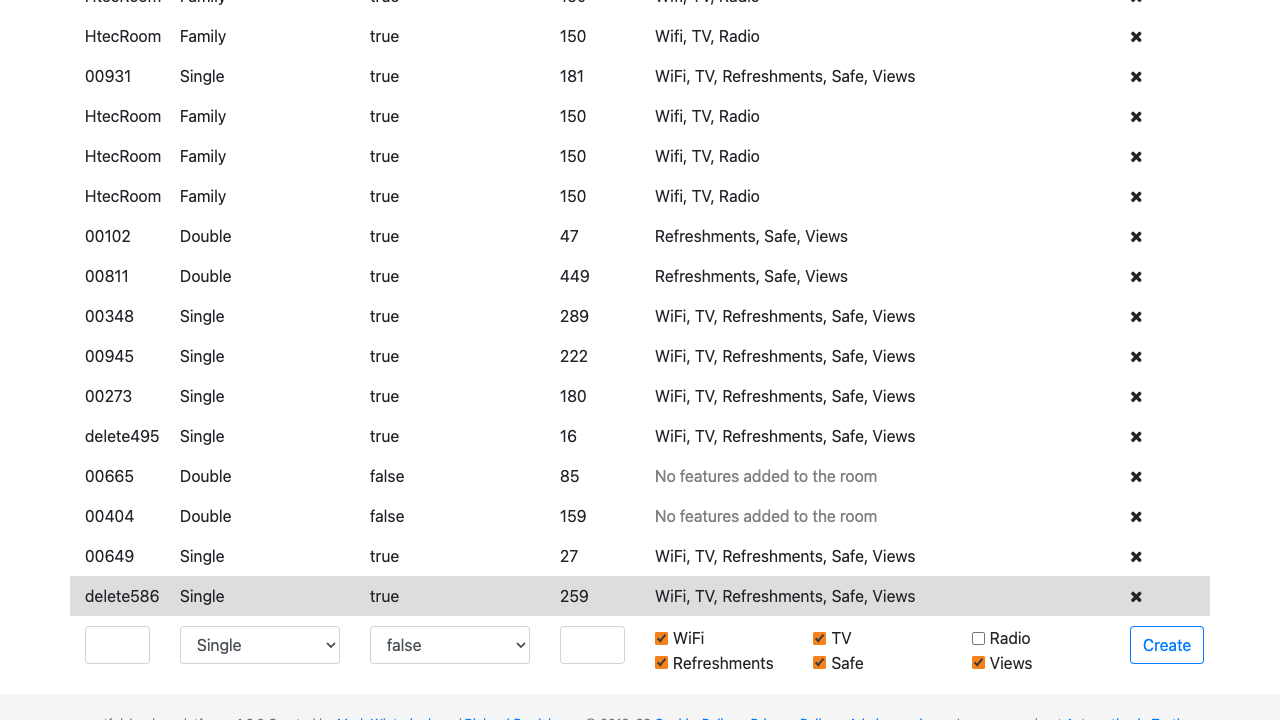 HtecRoom Family true 150 Wifi, TV, Radio
00931 Single true 181 WiFi, TV, Refreshments, Safe, Views
HtecRoom Family true 150 Wifi, TV, Radio
HtecRoom Family true 150 Wifi, TV, Radio
HtecRoom Family true 150 Wifi, TV, Radio
00102 Double true 47 Refreshments, Safe, Views
00811 Double true 449 Refreshments, Safe, Views
00348 Single true 289 WiFi, TV, Refreshments, Safe, Views
00945 Single true 222 WiFi, TV, Refreshments, Safe, Views
00273 Single true 180 WiFi, TV, Refreshments, Safe, Views
delete495 Single true 16 WiFi, TV, Refreshments, Safe, Views
00665 Double false 85 No features added to the room
00404 Double false 159 No features added to the room
00649 Single true 27 WiFi, TV, Refreshments, Safe, Views
delete586 Single true 259 WiFi, TV, Refreshments, Safe, Views
Single false WiFi TV Radio Create
Refreshments Safe Views